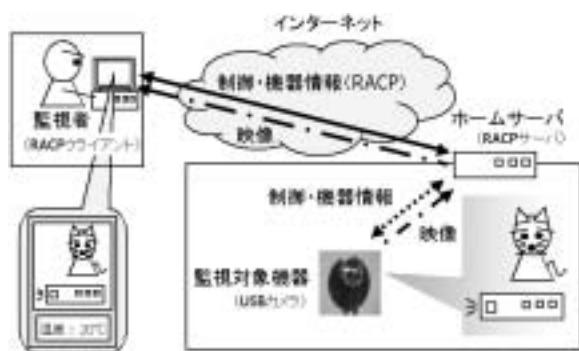 インターネット
制御・機器情報(RACP)
映像
監視者
(RACPクライアント)
ホームサーバ
(RACPサーバ)
制御・機器情報
映像
監視対象機器
(USBカメラ)
温度：20℃